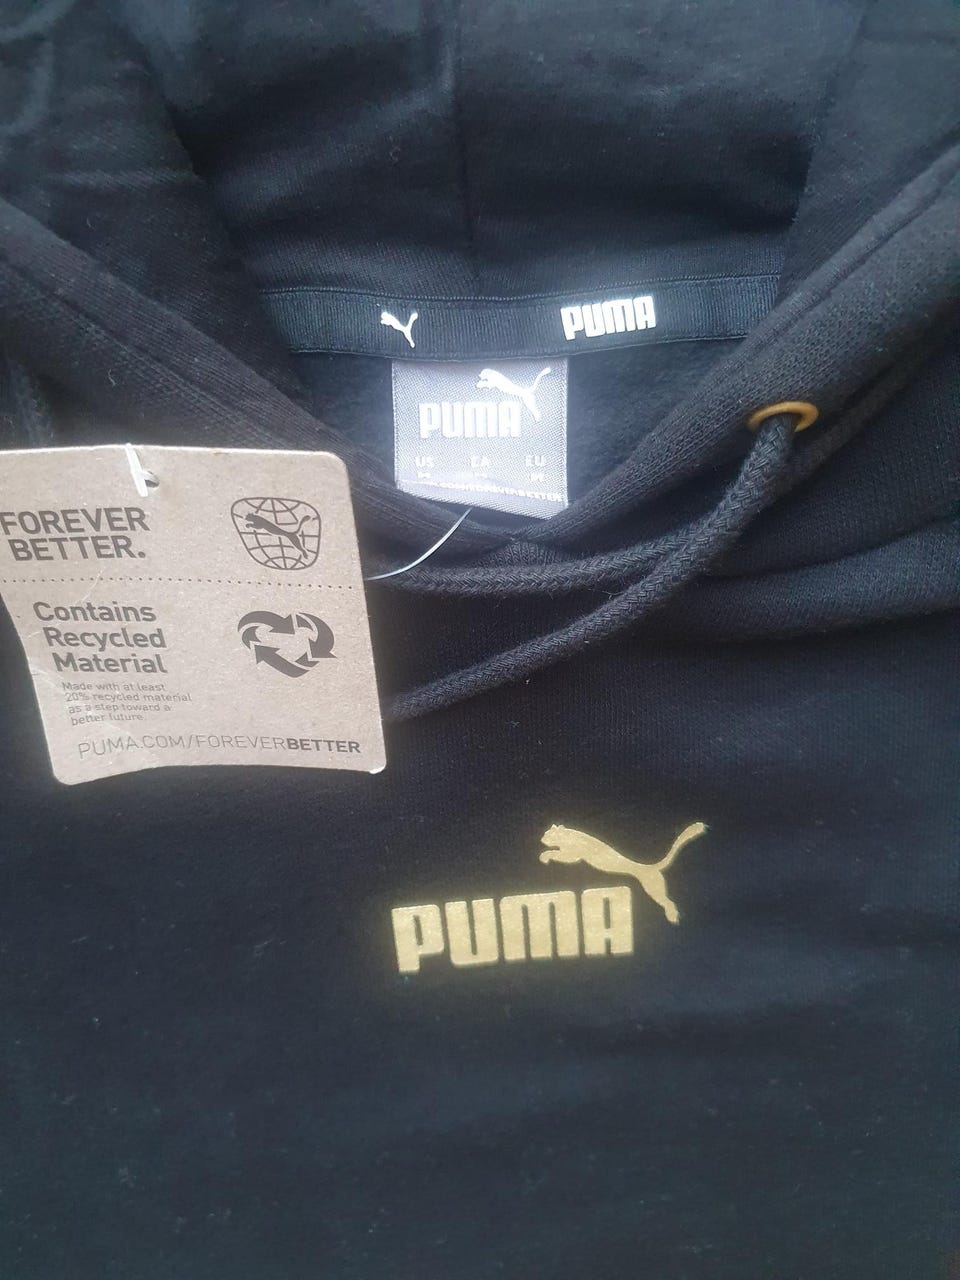 PUMA
PUMA
US CA EU
FOREVER
BETTER.
Contains
Recycled
Material
Made with at least
20% recycled material
as a step toward a
better future.
PUMA.COM/FOREVERBETTER
PUMA